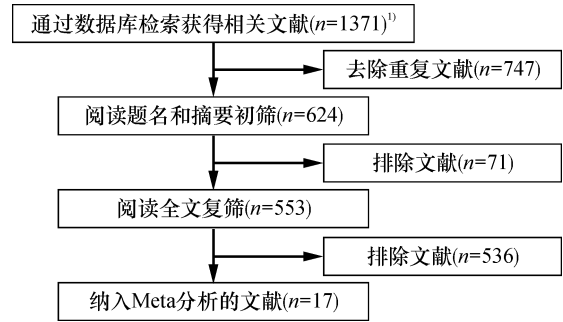 通过数据库检索获得相关文献(n=1371)¹⁾
去除重复文献(n=747)
阅读题名和摘要初筛(n=624)
排除文献(n=71)
阅读全文复筛(n=553)
排除文献(n=536)
纳入Meta分析的文献(n=17)